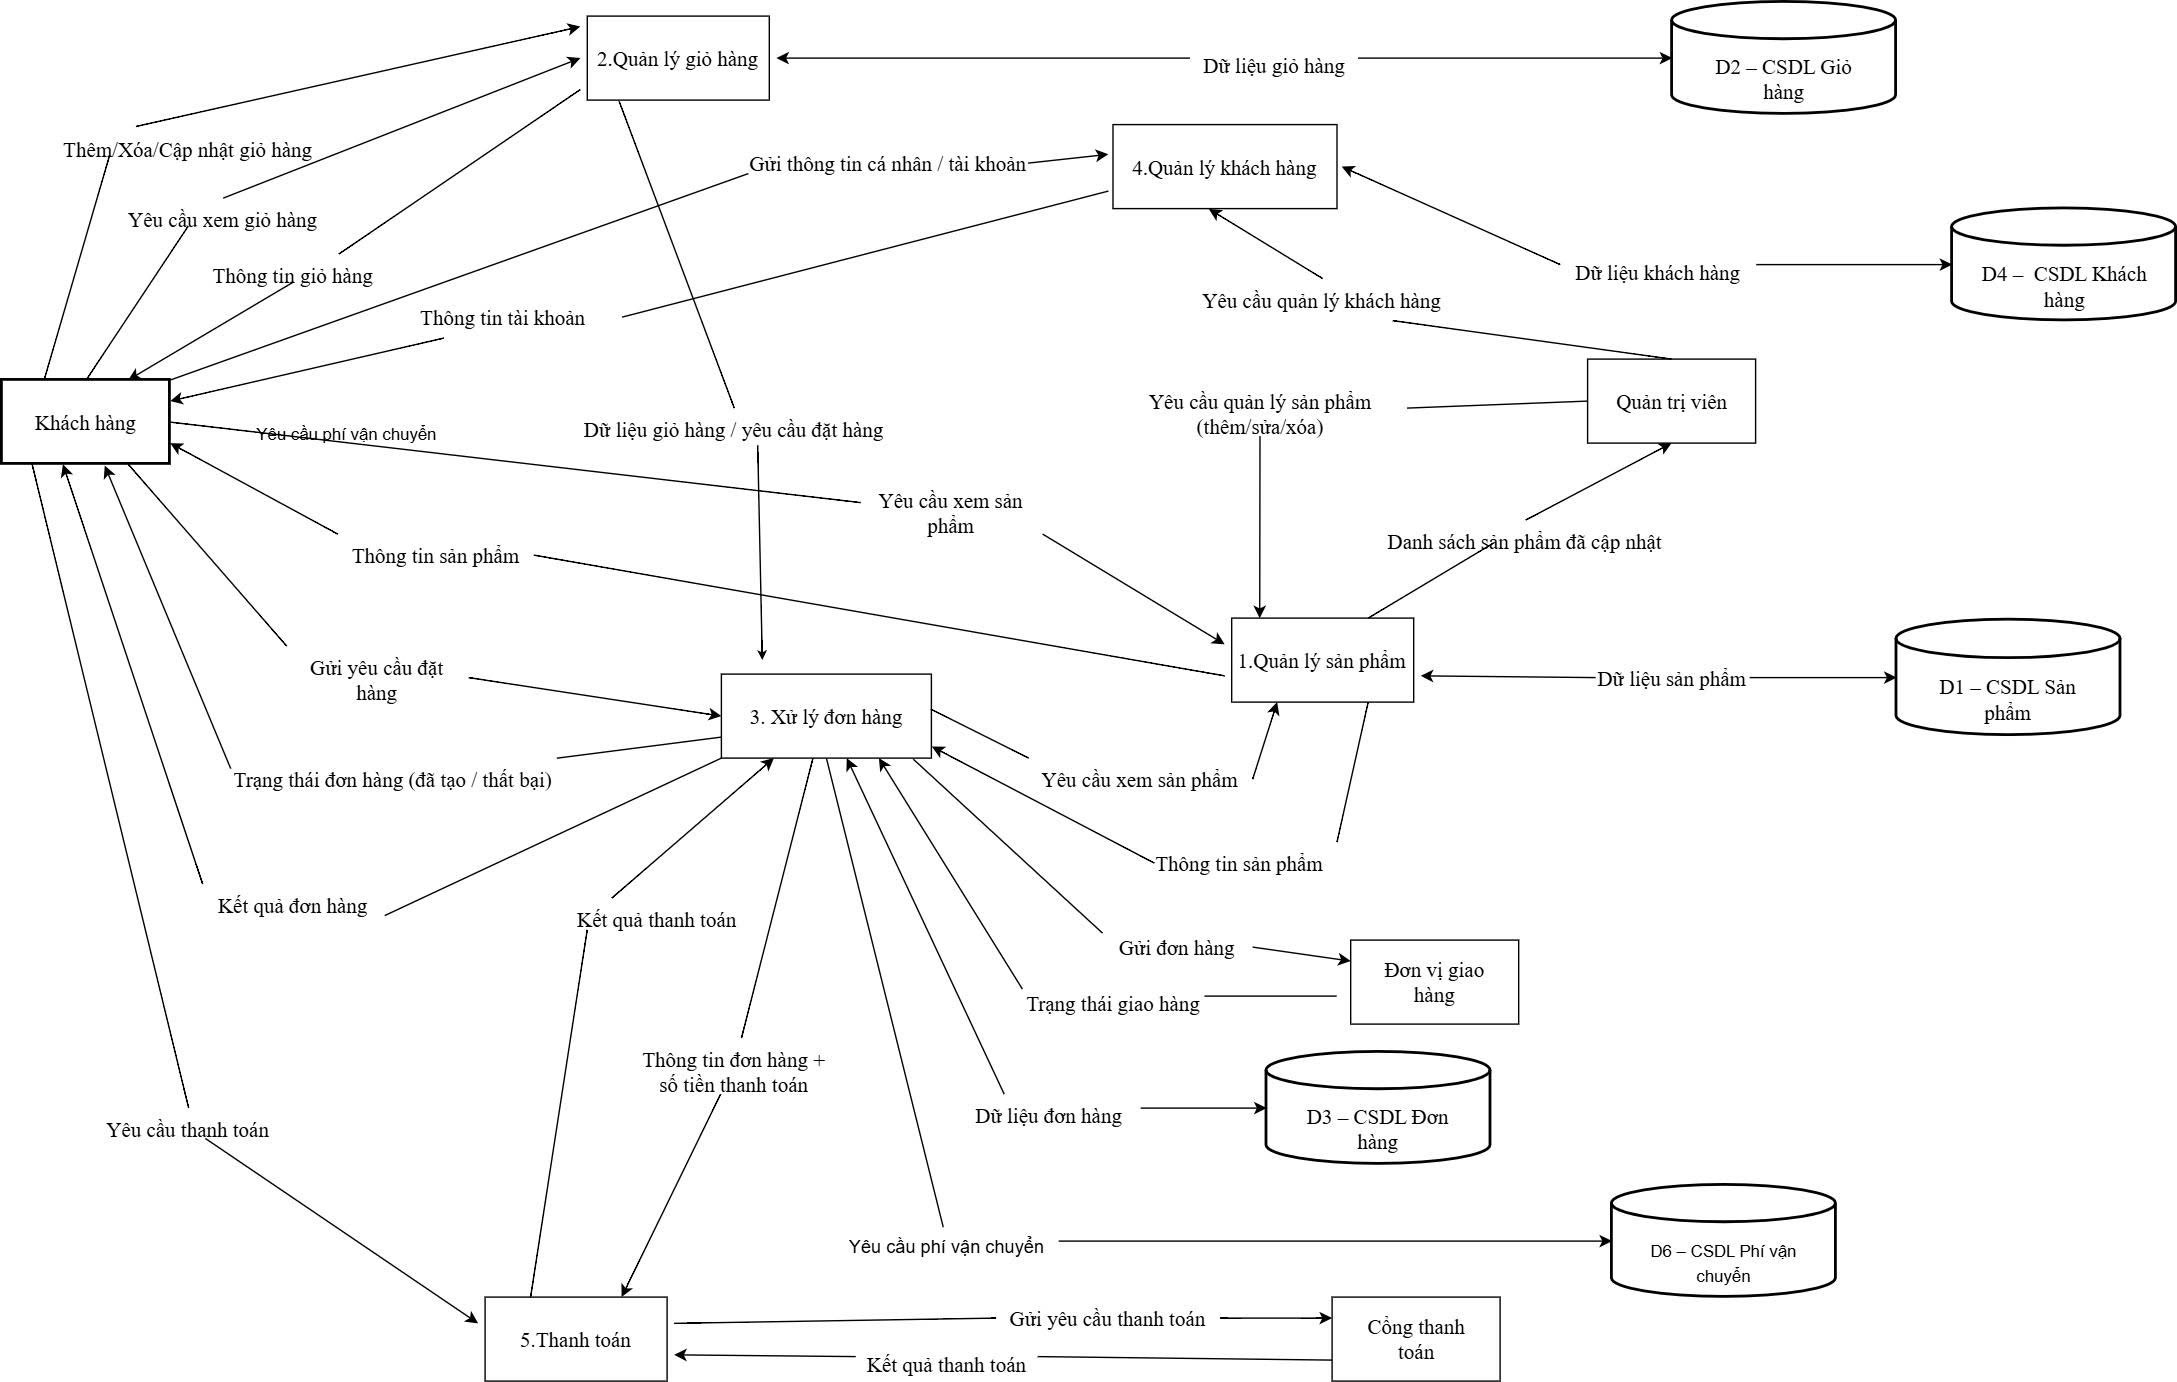 2.Quản lý giỏ hàng
Dữ liệu giỏ hàng
D2 – CSDL Giỏ
hàng
Thêm/Xóa/Cập nhật giỏ hàng
Gửi thông tin cá nhân / tài khoản
4.Quản lý khách hàng
Yêu cầu xem giỏ hàng
Thông tin giỏ hàng
Dữ liệu khách hàng
D4 –  CSDL Khách
hàng
Yêu cầu quản lý khách hàng
Thông tin tài khoản
Khách hàng
Yêu cầu phí vận chuyển
Dữ liệu giỏ hàng / yêu cầu đặt hàng
Yêu cầu quản lý sản phẩm
(thêm/sửa/xóa)
Quản trị viên
Yêu cầu xem sản
phẩm
Thông tin sản phẩm
Danh sách sản phẩm đã cập nhật
Gửi yêu cầu đặt
hàng
1.Quản lý sản phẩm
Dữ liệu sản phẩm
D1 – CSDL Sản
phẩm
3. Xử lý đơn hàng
Trạng thái đơn hàng (đã tạo / thất bại)
Yêu cầu xem sản phẩm
Thông tin sản phẩm
Kết quả đơn hàng
Kết quả thanh toán
Gửi đơn hàng
Đơn vị giao
hàng
Trạng thái giao hàng
Thông tin đơn hàng +
số tiền thanh toán
Dữ liệu đơn hàng
D3 – CSDL Đơn
hàng
Yêu cầu thanh toán
Yêu cầu phí vận chuyển
D6 – CSDL Phí vận
chuyển
5.Thanh toán
Gửi yêu cầu thanh toán
Kết quả thanh toán
Cổng thanh
toán